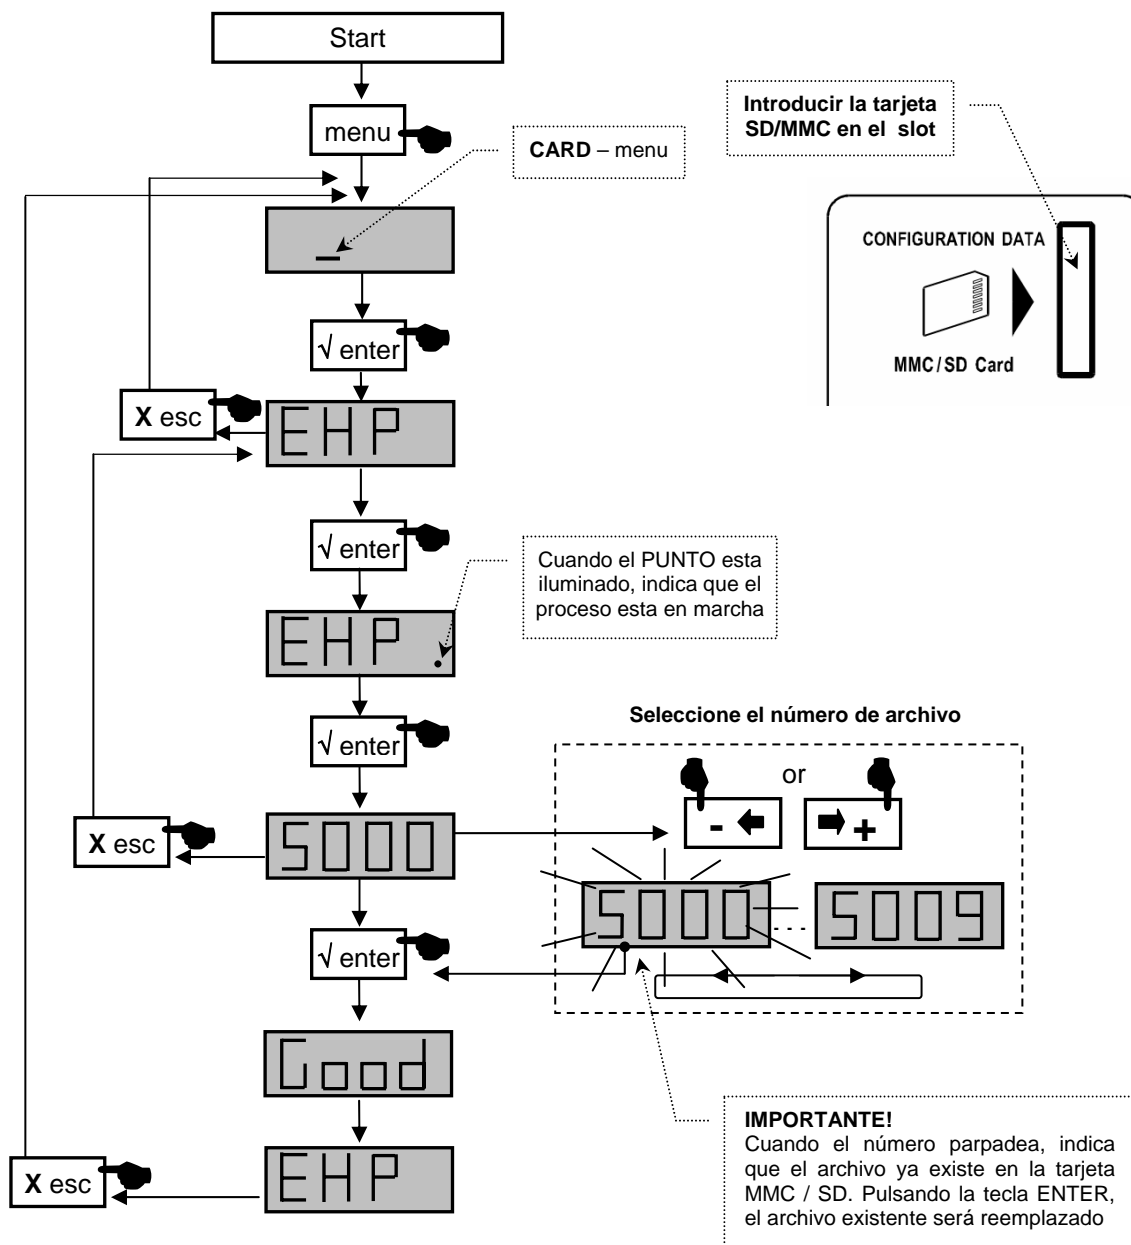 Start
menu
CARD – menu
Introducir la tarjeta
SD/MMC en el slot
CONFIGURATION DATA
MMC/SD Card
√ enter
X esc
EHP
√ enter
Cuando el PUNTO esta
iluminado, indica que el
proceso esta en marcha
EHP.
√ enter
Seleccione el número de archivo
or
- +
X esc
5000
5000 - - - 5009
√ enter
Good
IMPORTANTE!
Cuando el número parpadea, indica
que el archivo ya existe en la tarjeta
MMC / SD. Pulsando la tecla ENTER,
el archivo existente será reemplazado
X esc
EHP